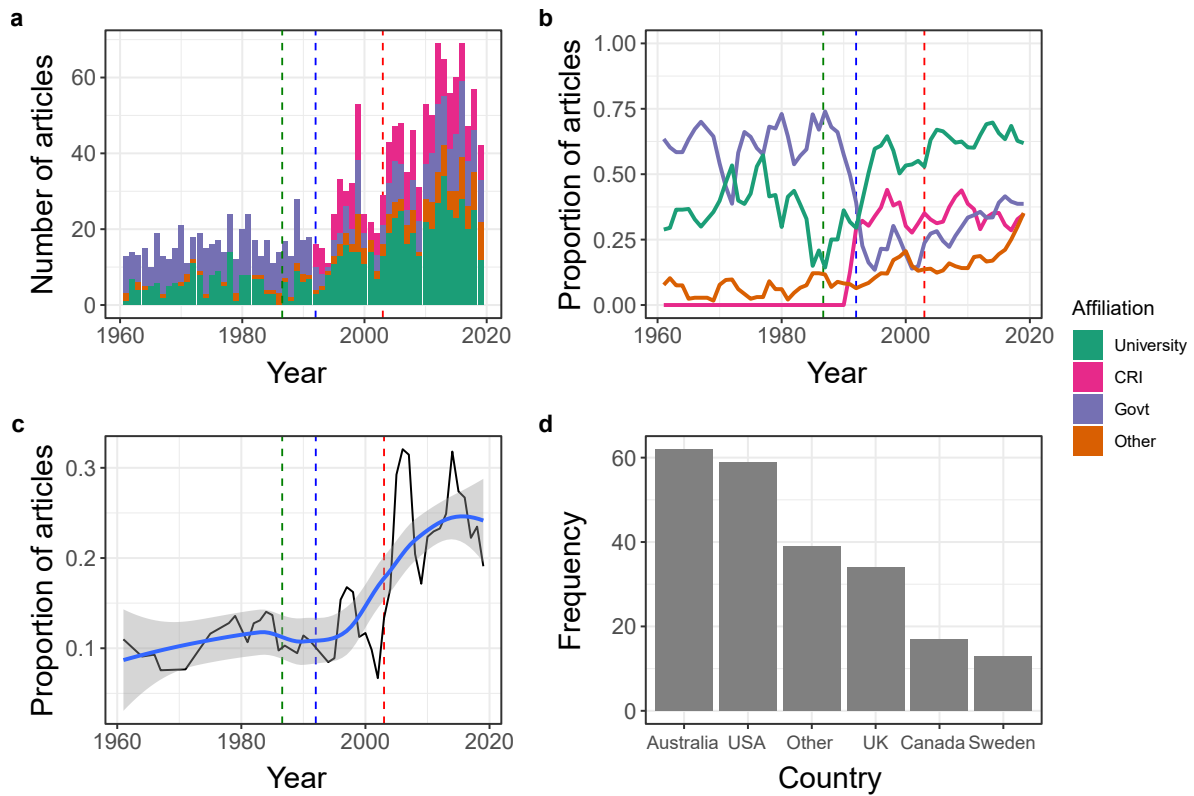 a
Number of articles
60
40
20
0
1960 1980 2000 2020
Year
b
Proportion of articles
1.00
0.75
0.50
0.25
0.00
1960 1980 2000 2020
Year
Affiliation
University
CRI
Govt
Other
c
Proportion of articles
0.3
0.2
0.1
1960 1980 2000 2020
Year
d
Frequency
60
40
20
0
Australia USA Other UK Canada Sweden
Country